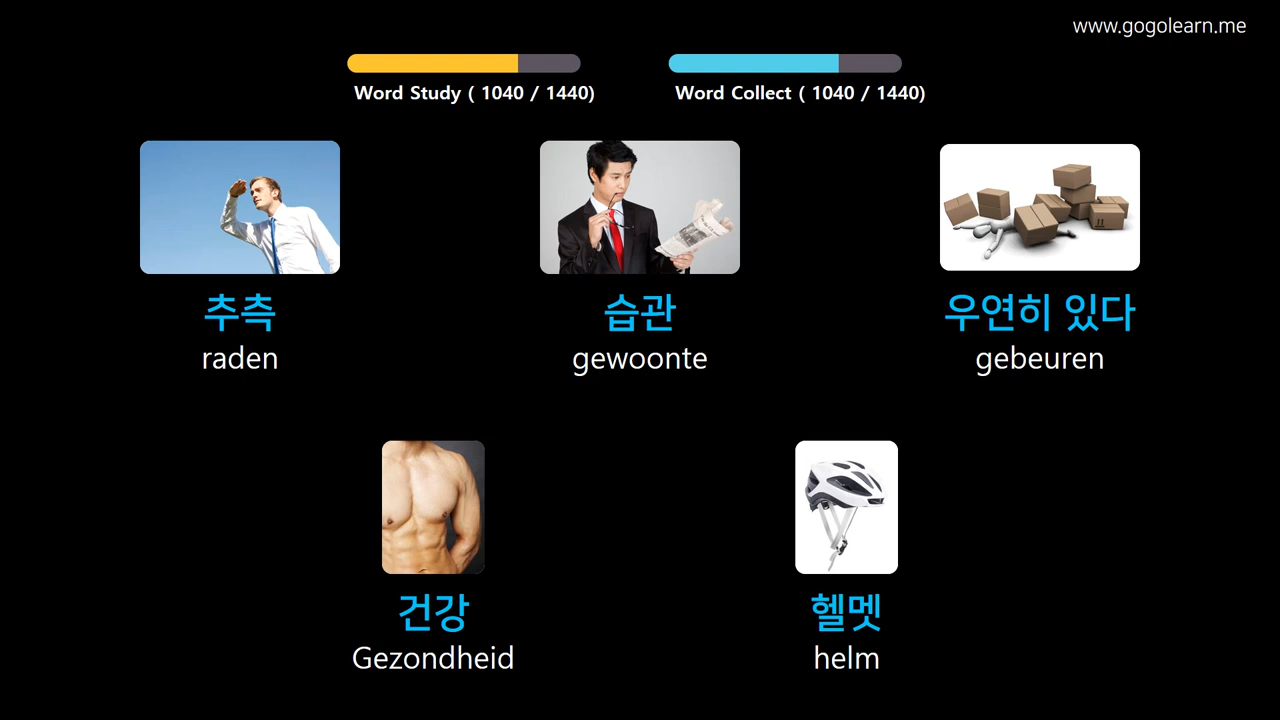 www.gogolearn.me
Word Study ( 1040 / 1440)
Word Collect ( 1040 / 1440)
추측
습관
우연히 있다
raden
gewoonte
gebeuren
건강
헬멧
Gezondheid
helm